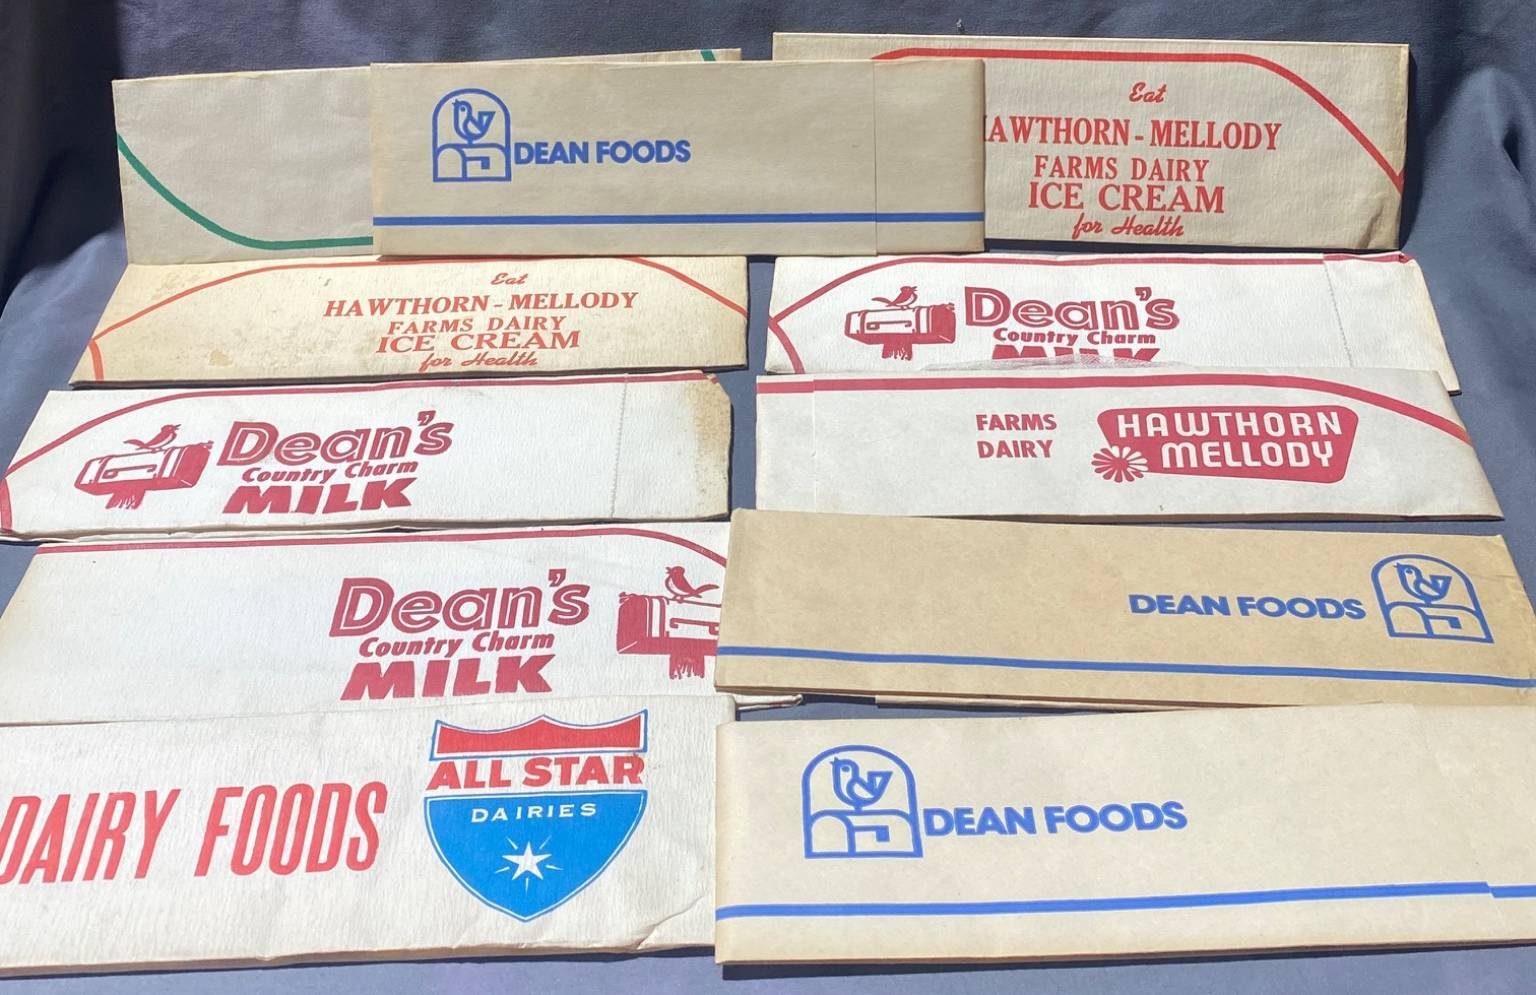 DEAN FOODS
Eat
HAWTHORN-MELLODY
FARMS DAIRY
ICE CREAM
for Health
Eat
HAWTHORN-MELLODY
FARMS DAIRY
ICE CREAM
for Health
Dean's
Country Charm
MILK
Dean's
Country Charm
MILK
FARMS
DAIRY
HAWTHORN
MELLODY
Dean's
Country Charm
MILK
DEAN FOODS
DAIRY FOODS
ALL STAR
DAIRIES
DEAN FOODS